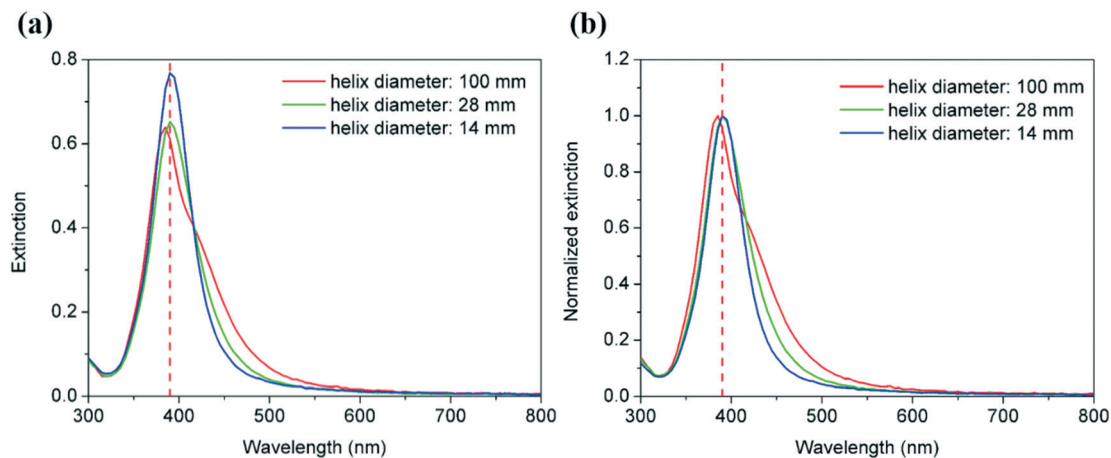 (a)
(b)
0.8
0.6
0.4
0.2
0.0
Extinction
helix diameter: 100 mm
helix diameter: 28 mm
helix diameter: 14 mm
300 400 500 600 700 800
Wavelength (nm)
1.2
1.0
0.8
0.6
0.4
0.2
0.0
Normalized extinction
helix diameter: 100 mm
helix diameter: 28 mm
helix diameter: 14 mm
300 400 500 600 700 800
Wavelength (nm)